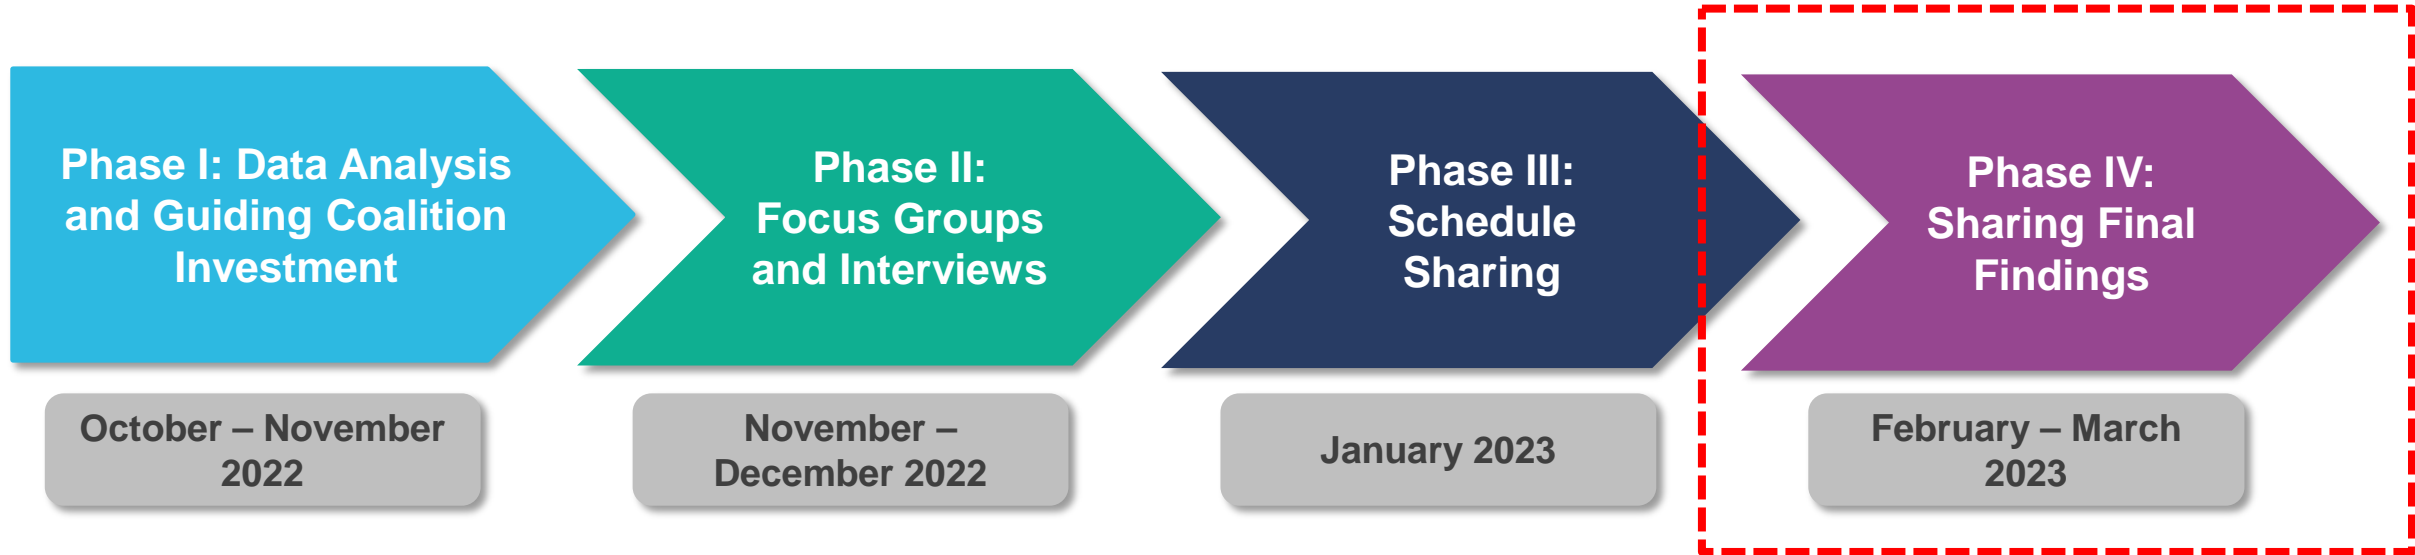 Phase I: Data Analysis
and Guiding Coalition
Investment
October – November
2022
Phase II:
Focus Groups
and Interviews
November –
December 2022
Phase III:
Schedule
Sharing
January 2023
Phase IV:
Sharing Final
Findings
February – March
2023